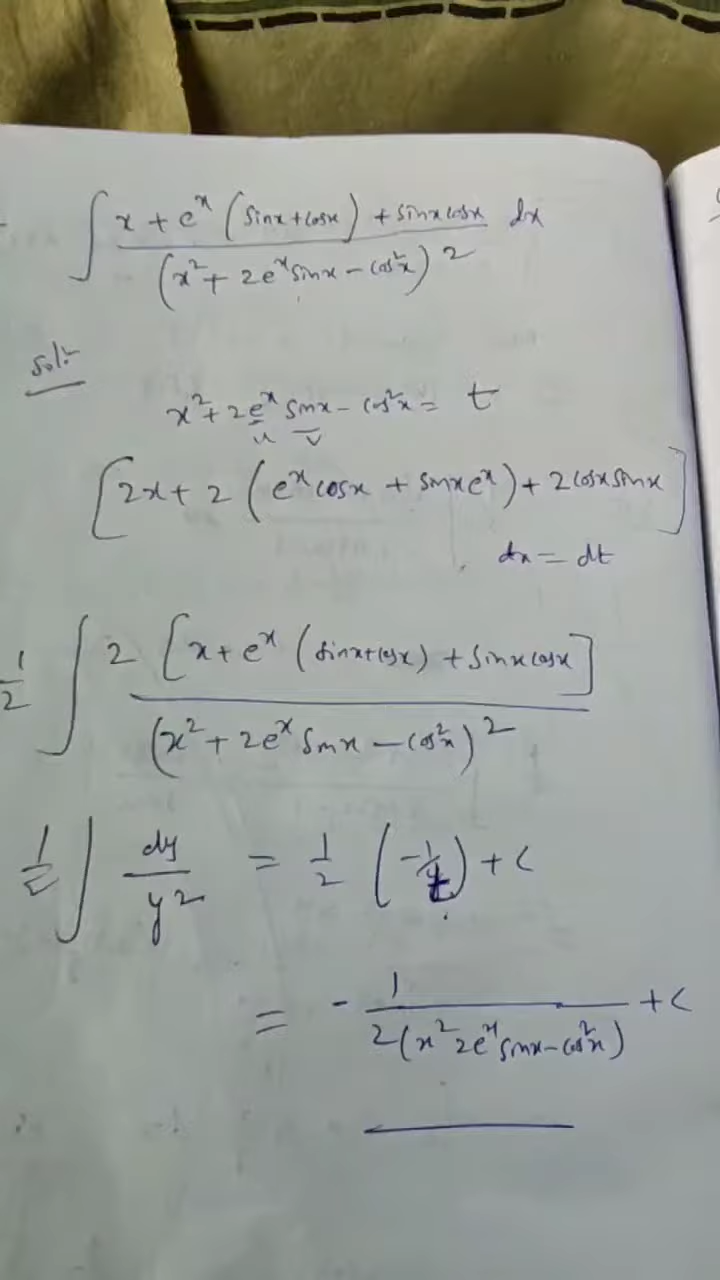 ∫ x + e^x (sinx + cosx) + sinx cosx / (x² + 2e^x sinx - cos²x)² dx
Sol:-
x² + 2e^x sinx - cos²x = t
u v
[2x + 2 (e^x cosx + sinx e^x) + 2 cosx sinx]
dx = dt
1/2 ∫ 2 [x + e^x (sinx + cosx) + sinx cosx] / (x² + 2e^x sinx - cos²x)²
1/2 ∫ dy / y² = 1/2 (-1/t) + c
= - 1 / 2(x² 2e^x sinx - cos²x) + c